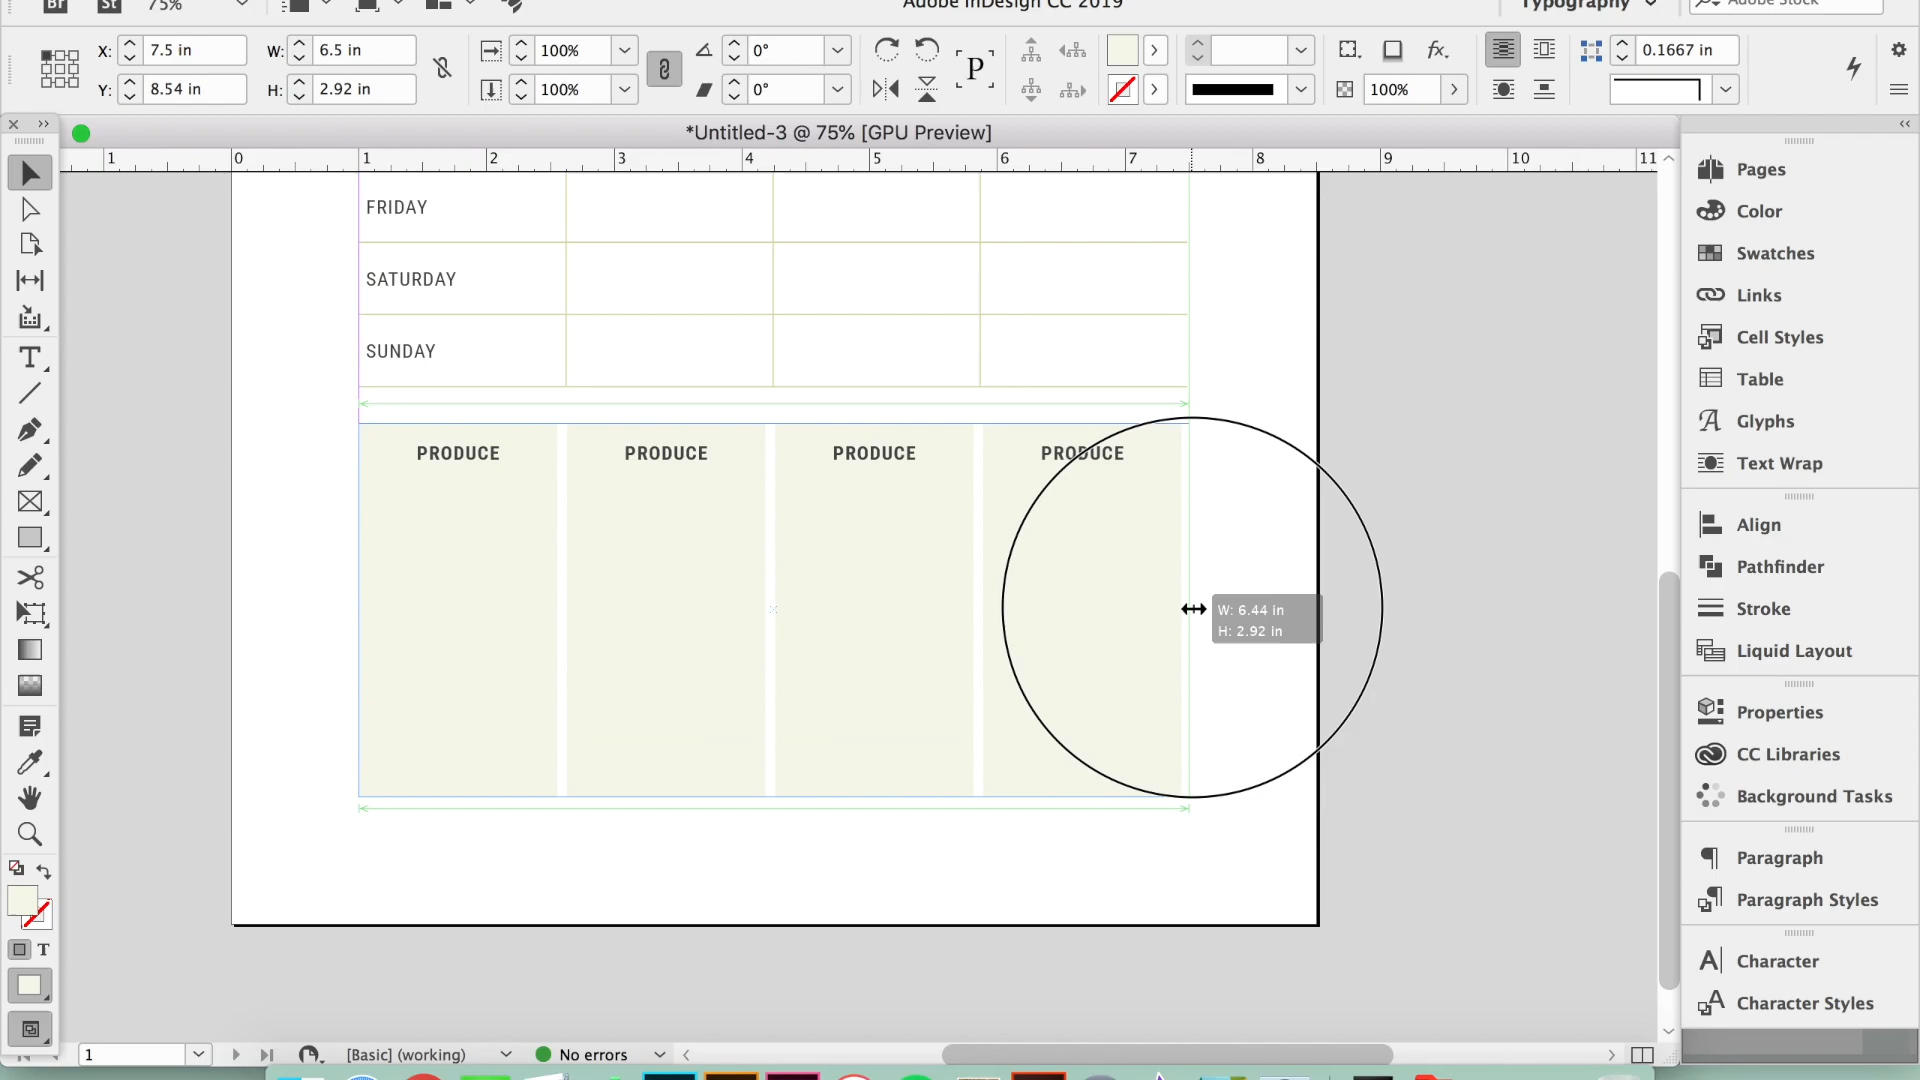 Br St 75% Adobe InDesign CC 2019 Typography Adobe Stock
X: 7.5 in W: 6.5 in 100% 0° P fx. 0.1667 in
Y: 8.54 in H: 2.92 in 100% 0° 100%
*Untitled-3 @ 75% [GPU Preview]
1 0 1 2 3 4 5 6 7 8 9 10 11
FRIDAY
SATURDAY
SUNDAY
PRODUCE PRODUCE PRODUCE PRODUCE
W: 6.44 in
H: 2.92 in
Pages
Color
Swatches
Links
Cell Styles
Table
Glyphs
Text Wrap
Align
Pathfinder
Stroke
Liquid Layout
Properties
CC Libraries
Background Tasks
Paragraph
Paragraph Styles
Character
Character Styles
1 [Basic] (working) No errors